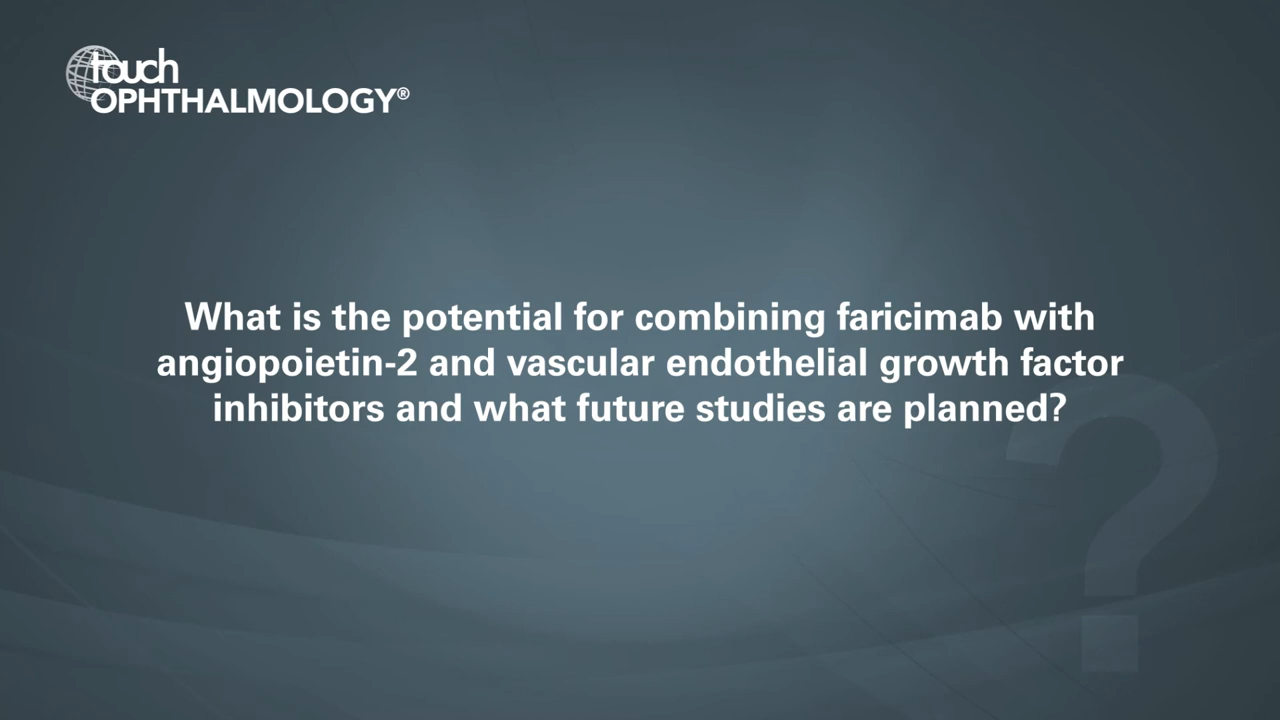 touch
OPHTHALMOLOGY®
What is the potential for combining faricimab with
angiopoietin-2 and vascular endothelial growth factor
inhibitors and what future studies are planned?
?